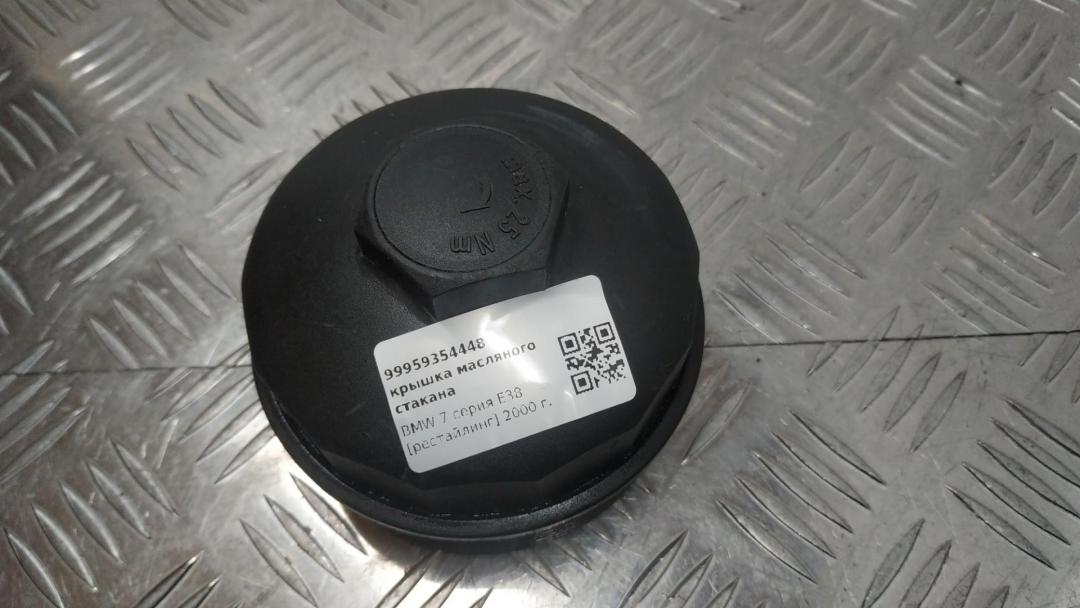 max. 25 Nm
99959354448
крышка масляного
стакана
BMW 7 серия E38
[рестайлинг] 2000 г.